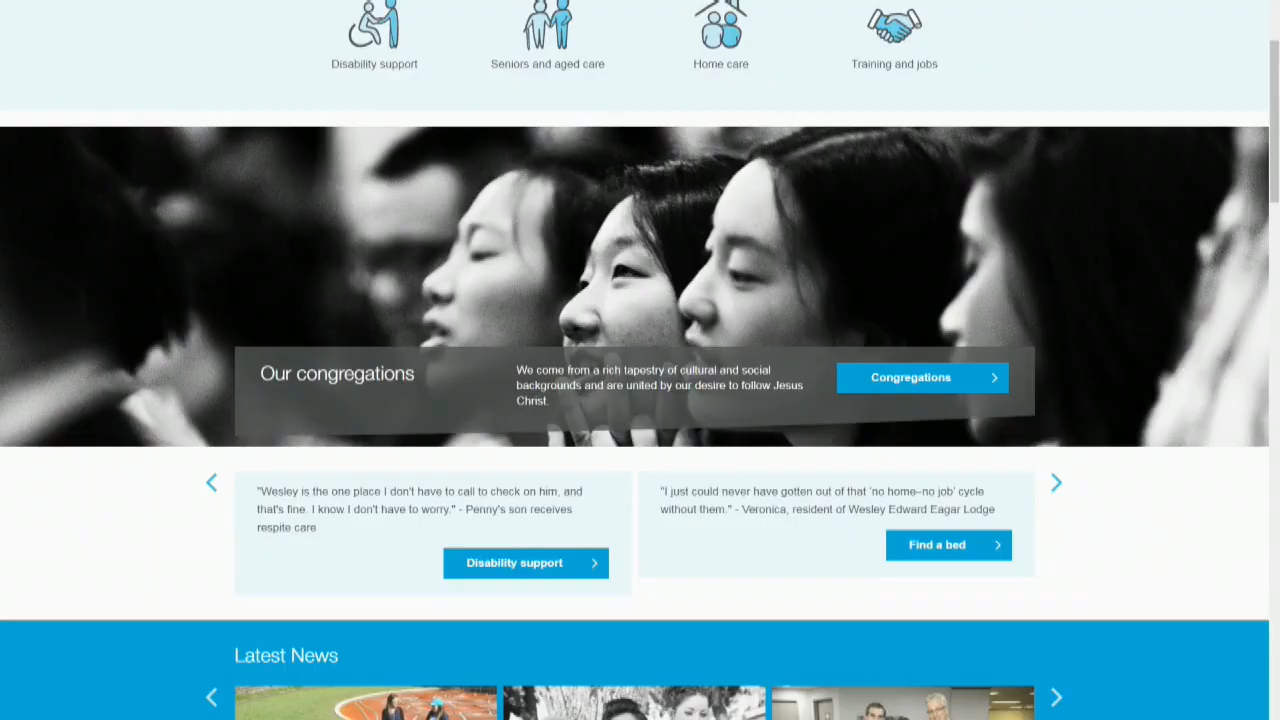 Disability support
Seniors and aged care
Home care
Training and jobs
Our congregations
We come from a rich tapestry of cultural and social
backgrounds and are united by our desire to follow Jesus
Christ.
Congregations
"Wesley is the one place I don't have to call to check on him, and
that's fine. I know I don't have to worry." - Penny's son receives
respite care
Disability support
"I just could never have gotten out of that 'no home–no job' cycle
without them." - Veronica, resident of Wesley Edward Eagar Lodge
Find a bed
Latest News